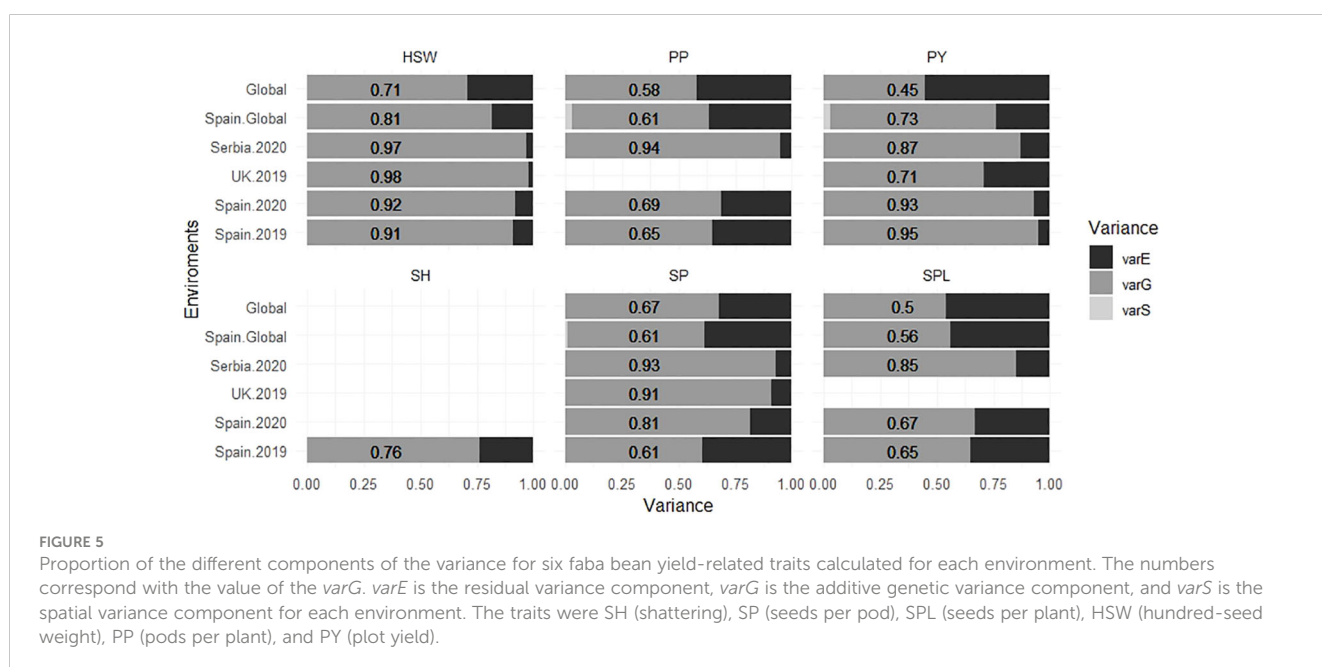 HSW PP PY
Global 0.71 0.58 0.45
Spain.Global 0.81 0.61 0.73
Serbia.2020 0.97 0.94 0.87
UK.2019 0.98 0.71
Spain.2020 0.92 0.69 0.93
Spain.2019 0.91 0.65 0.95
SH SP SPL
Global 0.67 0.5
Spain.Global 0.61 0.56
Serbia.2020 0.93 0.85
UK.2019 0.91
Spain.2020 0.81 0.67
Spain.2019 0.76 0.61 0.65
0.00 0.25 0.50 0.75 1.00 0.00 0.25 0.50 0.75 1.00 0.00 0.25 0.50 0.75 1.00
Variance
Enviroments
Variance
varE
varG
varS
FIGURE 5
Proportion of the different components of the variance for six faba bean yield-related traits calculated for each environment. The numbers
correspond with the value of the varG. varE is the residual variance component, varG is the additive genetic variance component, and varS is the
spatial variance component for each environment. The traits were SH (shattering), SP (seeds per pod), SPL (seeds per plant), HSW (hundred-seed
weight), PP (pods per plant), and PY (plot yield).